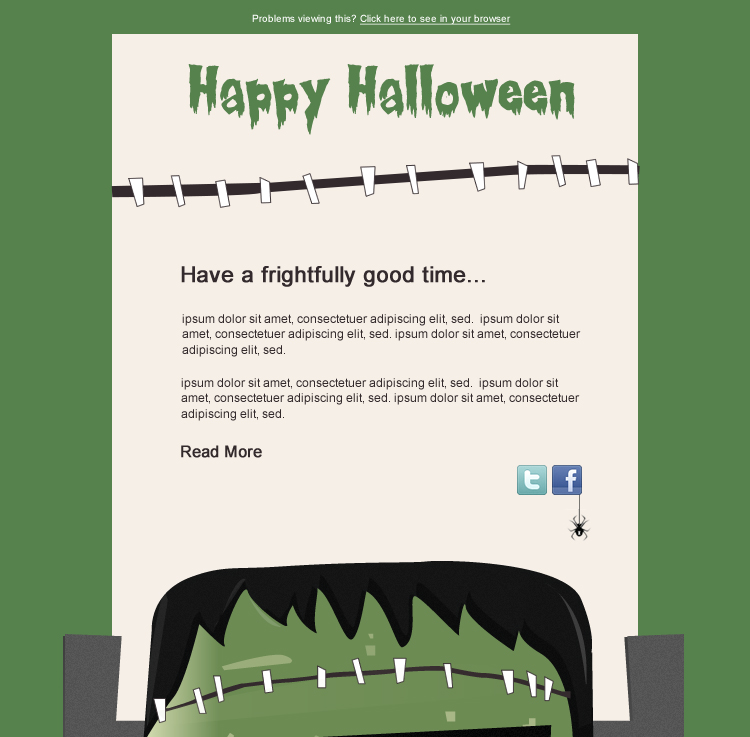 Problems viewing this? Click here to see in your browser
Happy Halloween
Have a frightfully good time...
ipsum dolor sit amet, consectetuer adipiscing elit, sed. ipsum dolor sit
amet, consectetuer adipiscing elit, sed. ipsum dolor sit amet, consectetuer
adipiscing elit, sed.
ipsum dolor sit amet, consectetuer adipiscing elit, sed. ipsum dolor sit
amet, consectetuer adipiscing elit, sed. ipsum dolor sit amet, consectetuer
adipiscing elit, sed.
Read More
t f